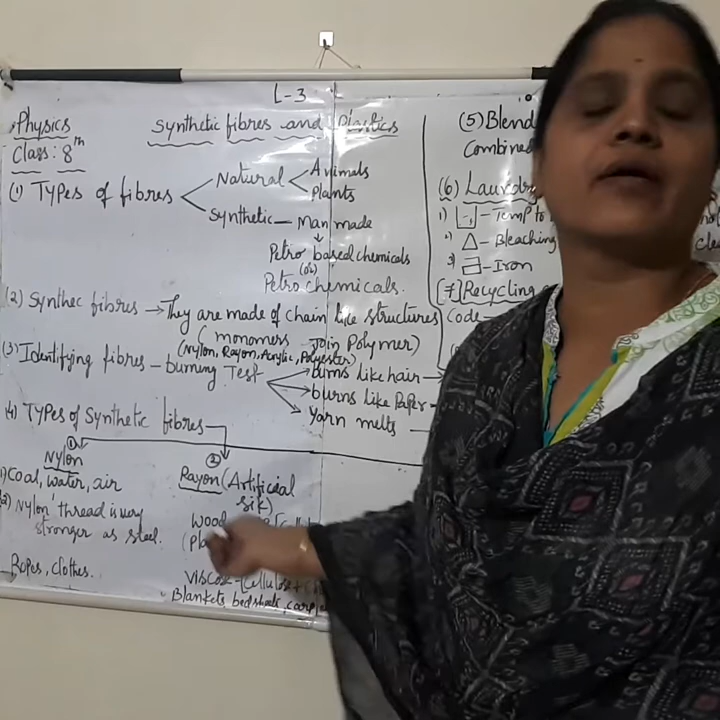 L-3
Physics
Synthetic fibres and Plastics
Class: 8th
(1) Types of fibres
Natural
Animals
Plants
Synthetic — Man made
Petro based chemicals
(or)
Petro chemicals.
(2) Synthec fibres → They are made of chain like structures
(monomers Join Polymer)
(3) Identifying fibres – burning Test
(Nylon, Rayon, Acrylic, Polyester)
burns like hair
burns like Paper
Yarn melts
(4) Types of Synthetic fibres
①
Nylon
1) Coal, water, air
(2) 'Nylon' thread is very
stronger as steel.
Ropes, clothes.
②
Rayon (Artificial
Sik)
Wood
Viscose – [Cellulose +
Blankets bedsheets, carp
(5) Blend
Combined
(6) Laundry
1) – Temp to
2) – Bleaching
3) – Iron
[7] Recycling
Code –